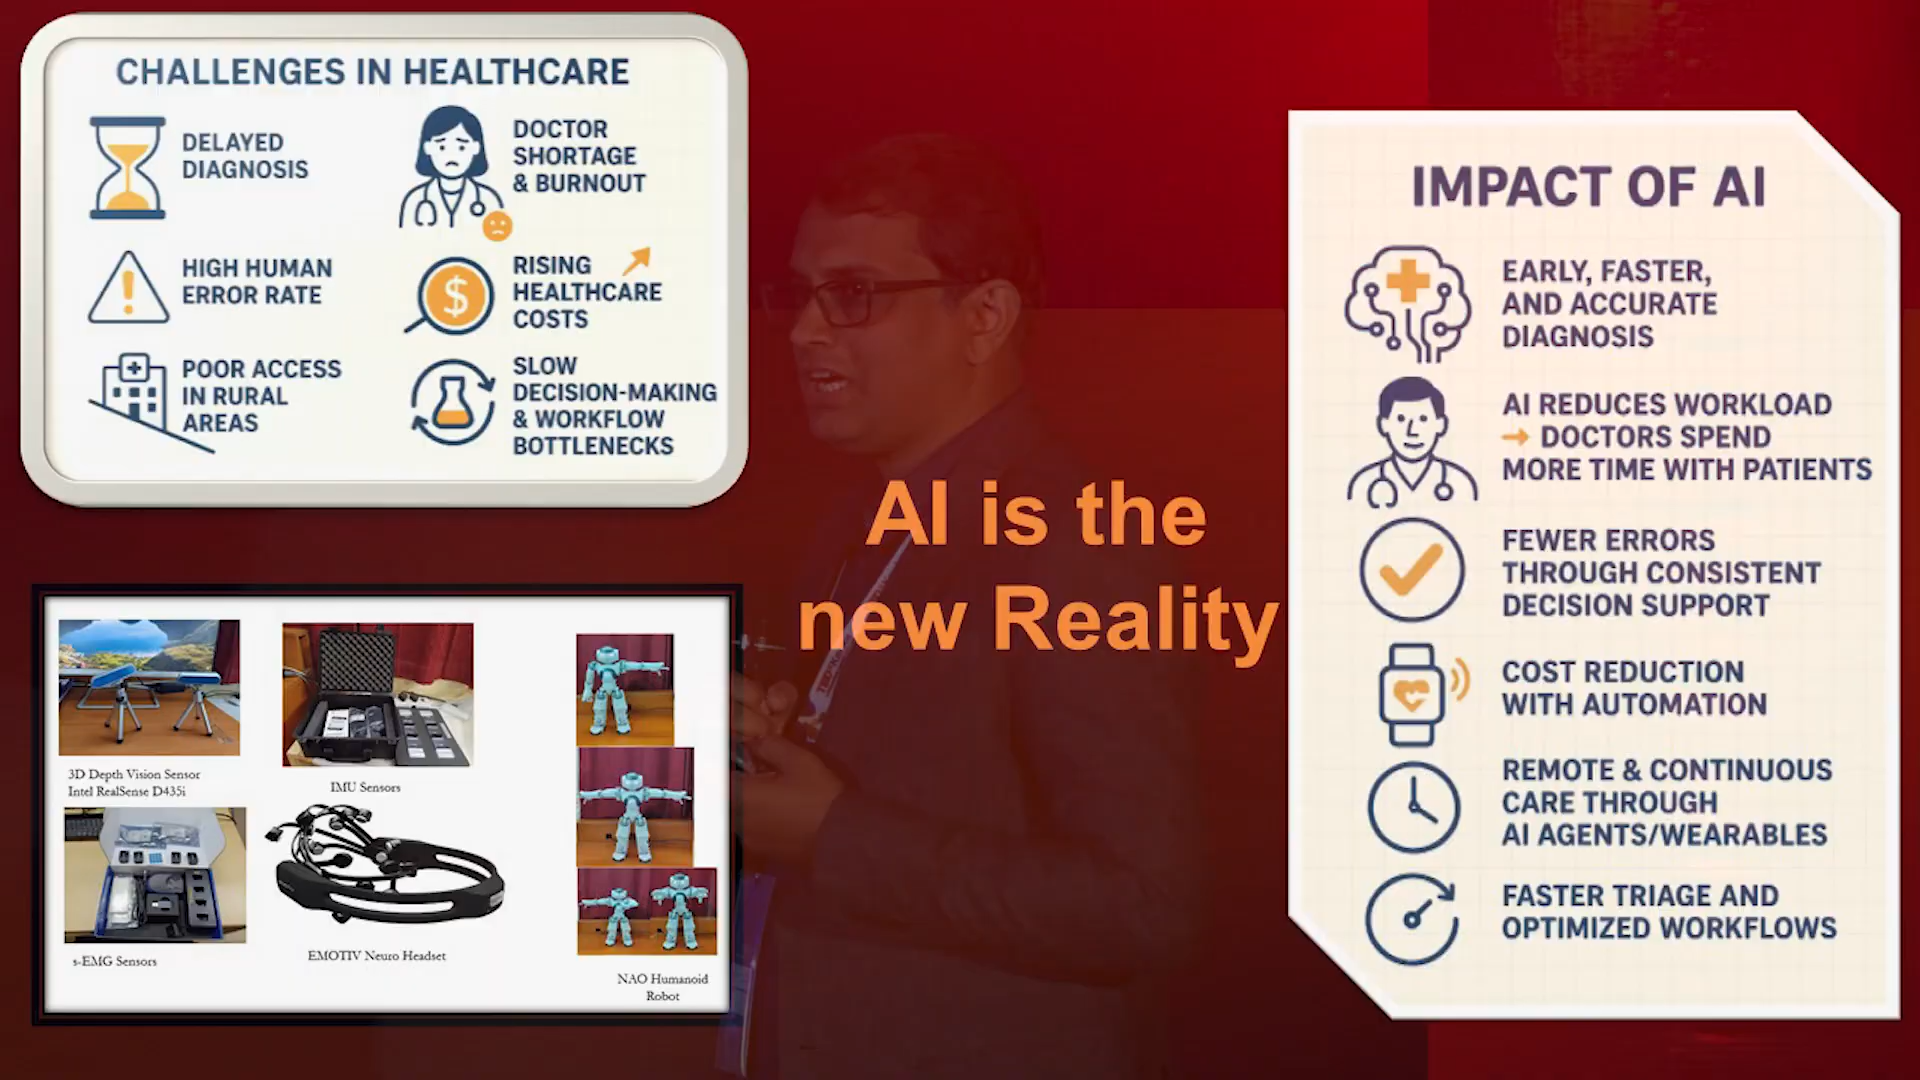 CHALLENGES IN HEALTHCARE
DELAYED
DIAGNOSIS
DOCTOR
SHORTAGE
& BURNOUT
HIGH HUMAN
ERROR RATE
RISING
HEALTHCARE
COSTS
POOR ACCESS
IN RURAL
AREAS
SLOW
DECISION-MAKING
& WORKFLOW
BOTTLENECKS
3D Depth Vision Sensor
Intel RealSense D435i
IMU Sensors
s-EMG Sensors
EMOTIV Neuro Headset
NAO Humanoid
Robot
AI is the
new Reality
IMPACT OF AI
EARLY, FASTER,
AND ACCURATE
DIAGNOSIS
AI REDUCES WORKLOAD
→ DOCTORS SPEND
MORE TIME WITH PATIENTS
FEWER ERRORS
THROUGH CONSISTENT
DECISION SUPPORT
COST REDUCTION
WITH AUTOMATION
REMOTE & CONTINUOUS
CARE THROUGH
AI AGENTS/WEARABLES
FASTER TRIAGE AND
OPTIMIZED WORKFLOWS